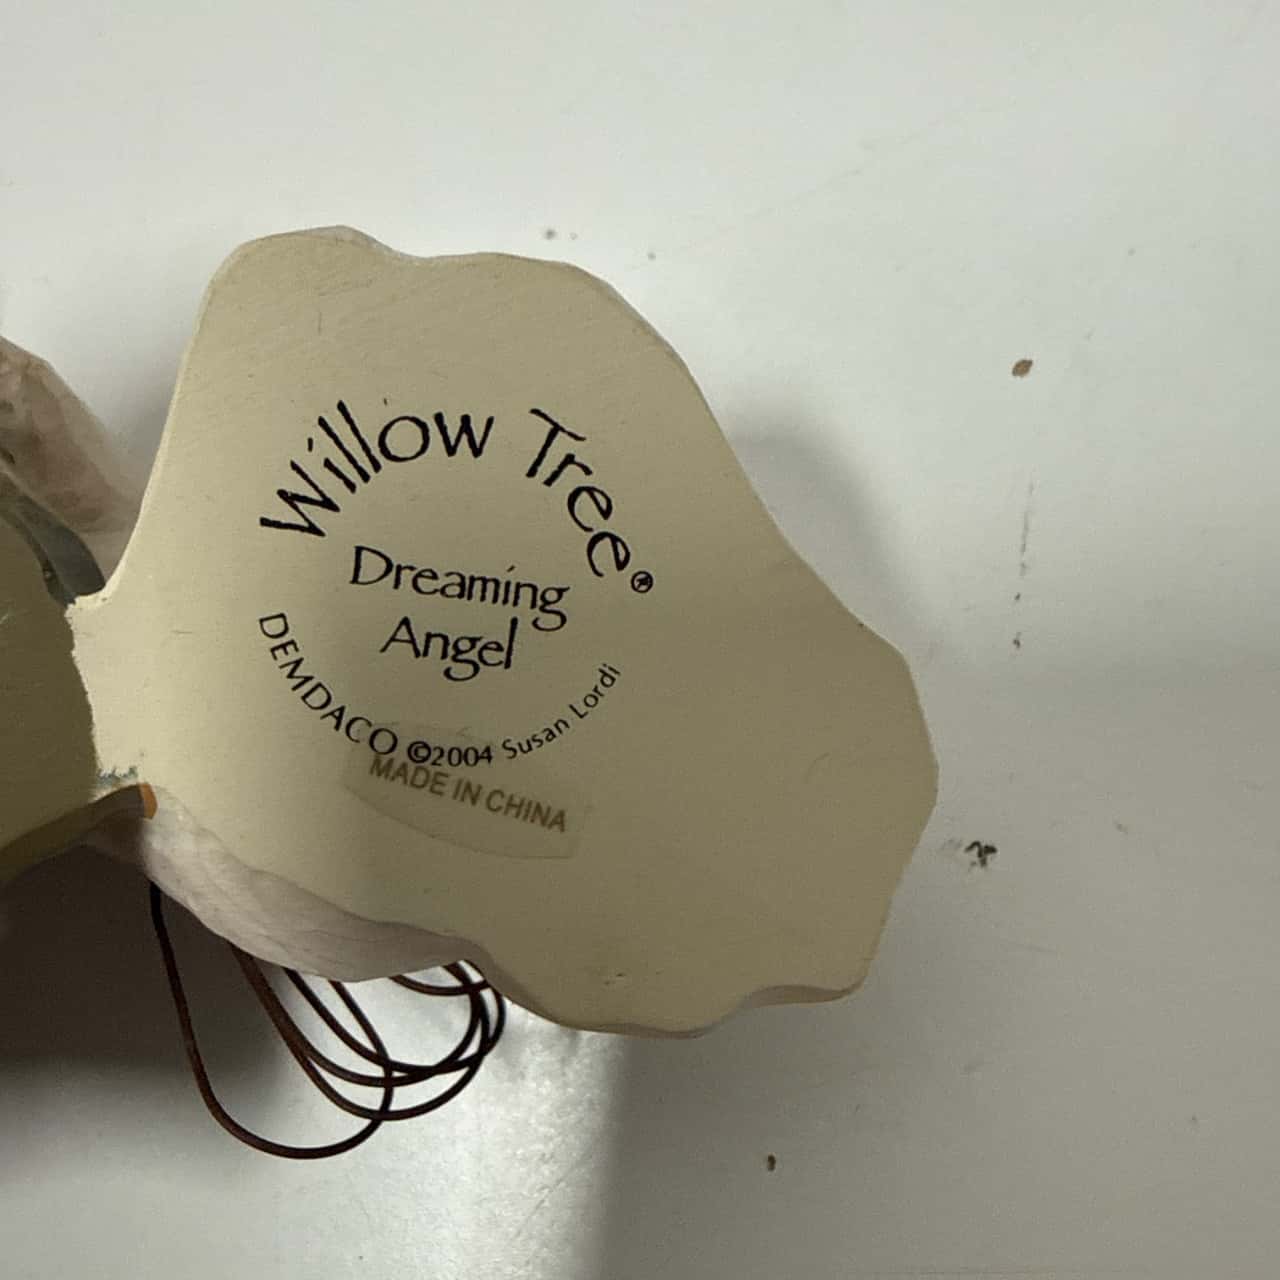 Willow Tree®
Dreaming
Angel
DEMDACO ©2004 Susan Lordi
MADE IN CHINA